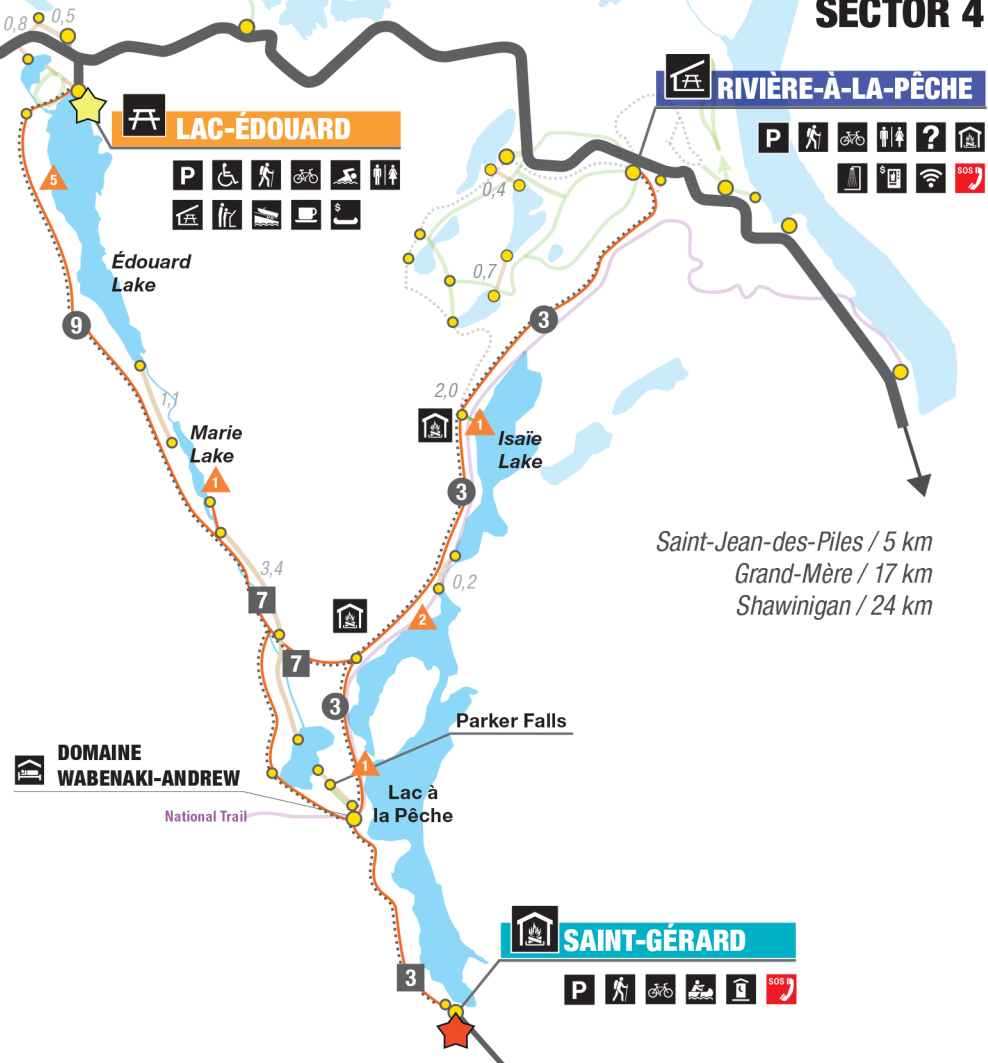 SECTOR 4
0,8
0,5
RIVIÈRE-À-LA-PÊCHE
P
?
$
SOS
LAC-ÉDOUARD
P
$
5
0,4
Édouard
Lake
0,7
9
3
1,1
2,0
1
Isaïe
Lake
Marie
Lake
1
3
Saint-Jean-des-Piles / 5 km
Grand-Mère / 17 km
Shawinigan / 24 km
3,4
0,2
7
2
7
3
Parker Falls
DOMAINE
WABENAKI-ANDREW
1
Lac à
la Pêche
National Trail
SAINT-GÉRARD
3
P
SOS